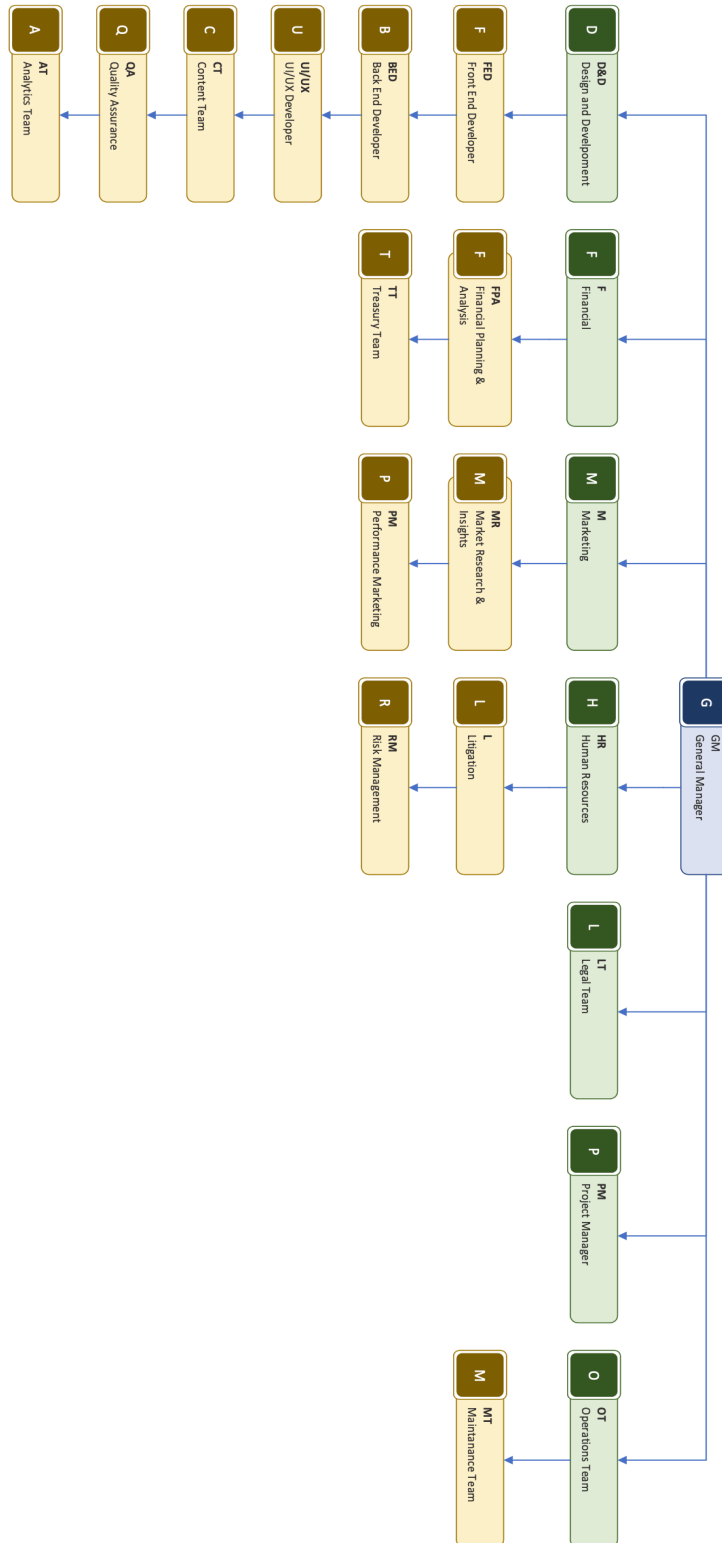 G
GM
General Manager
D
D&D
Design and Develpoment
F
F
Financial
M
M
Marketing
H
HR
Human Resources
L
LT
Legal Team
P
PM
Project Manager
O
OT
Operations Team
F
FED
Front End Developer
F
FPA
Financial Planning &
Analysis
M
MR
Market Research &
Insights
L
L
Litigation
M
MT
Maintanance Team
B
BED
Back End Developer
T
TT
Treasury Team
P
PM
Performance Marketing
R
RM
Risk Management
U
UI/UX
UI/UX Developer
C
CT
Content Team
Q
QA
Quality Assurance
A
AT
Analytics Team